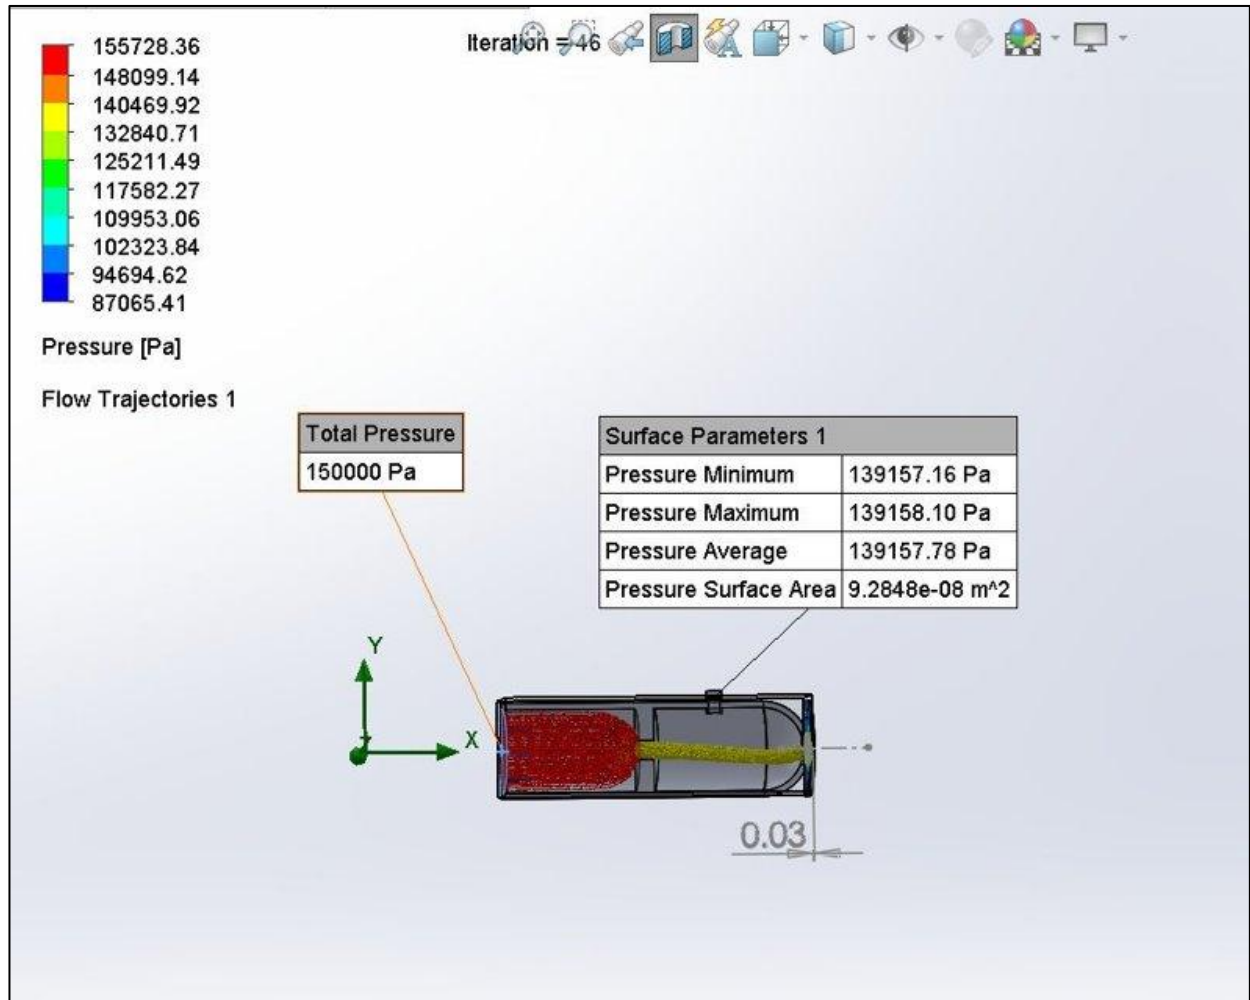 155728.36
148099.14
140469.92
132840.71
125211.49
117582.27
109953.06
102323.84
94694.62
87065.41
Pressure [Pa]
Flow Trajectories 1
Iteration = 46
Total Pressure
150000 Pa
Surface Parameters 1
Pressure Minimum 139157.16 Pa
Pressure Maximum 139158.10 Pa
Pressure Average 139157.78 Pa
Pressure Surface Area 9.2848e-08 m^2
Y
X
0.03